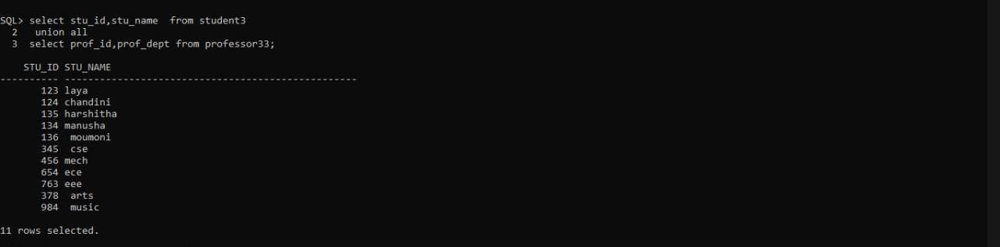 SQL> select stu_id,stu_name  from student3
  2   union all
  3  select prof_id,prof_dept from professor33;
    STU_ID STU_NAME
---------- --------------------------------------------------
       123 laya
       124 chandini
       135 harshitha
       134 manusha
       136  moumoni
       345  cse
       456 mech
       654 ece
       763 eee
       378  arts
       984  music
11 rows selected.